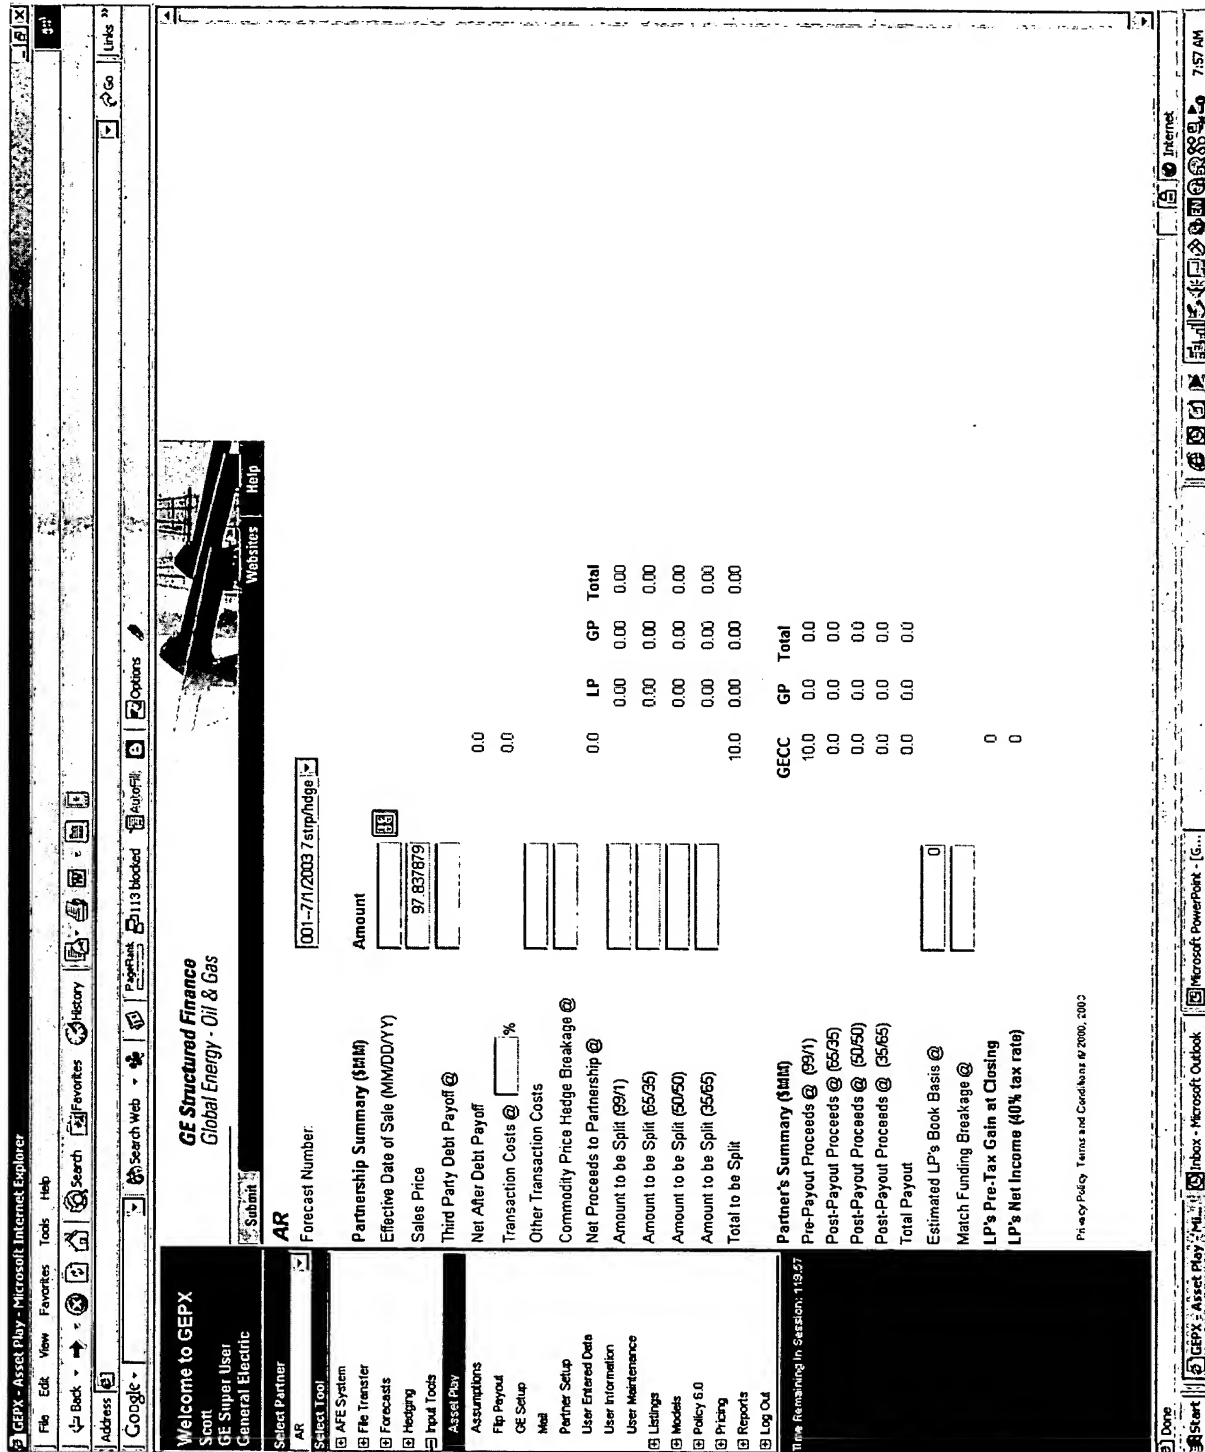 GEPX - Asset Play - Microsoft Internet Explorer
File Edit View Favorites Tools Help
Back Search Favorites History
Address Go Links »
Google Search Web PageRank 113 blocked AutoFill Options
Welcome to GEPX
Scott
GE Super User
General Electric
Select Partner
AR
Select Tool
AFE System
File Transfer
Forecasts
Hedging
Input Tools
Asset Play
Assumptions
Flip Payout
GE Setup
Mail
Partner Setup
User Entered Data
User Information
User Maintenance
Listings
Models
Policy 6.0
Pricing
Reports
Log Out
Time Remaining In Session: 119:57
GE Structured Finance
Global Energy - Oil & Gas
Submit Websites Help
AR
Forecast Number: 001-7/1/2003 7 strp/hdge
Partnership Summary ($MM) Amount
Effective Date of Sale (MM/DD/YY)
Sales Price 97.837879
Third Party Debt Payoff @
Net After Debt Payoff 0.0
Transaction Costs @ % 0.0
Other Transaction Costs
Commodity Price Hedge Breakage @
Net Proceeds to Partnership @ 0.0 LP GP Total
Amount to be Split (99/1) 0.00 0.00 0.00
Amount to be Split (65/35) 0.00 0.00 0.00
Amount to be Split (50/50) 0.00 0.00 0.00
Amount to be Split (35/65) 0.00 0.00 0.00
Total to be Split 10.0 0.00 0.00 0.00
Partner's Summary ($MM) GECC GP Total
Pre-Payout Proceeds @ (99/1) 10.0 0.0 0.0
Post-Payout Proceeds @ (65/35) 0.0 0.0 0.0
Post-Payout Proceeds @ (50/50) 0.0 0.0 0.0
Post-Payout Proceeds @ (35/65) 0.0 0.0 0.0
Total Payout 0.0 0.0 0.0
Estimated LP's Book Basis @ 0
Match Funding Breakage @
LP's Pre-Tax Gain at Closing 0
LP's Net Income (40% tax rate) 0
Privacy Policy Terms and Conditions
Done Internet
Start GEPX - Asset Play - Inbox - Microsoft Outlook Microsoft PowerPoint - [G... EN 7:57 AM